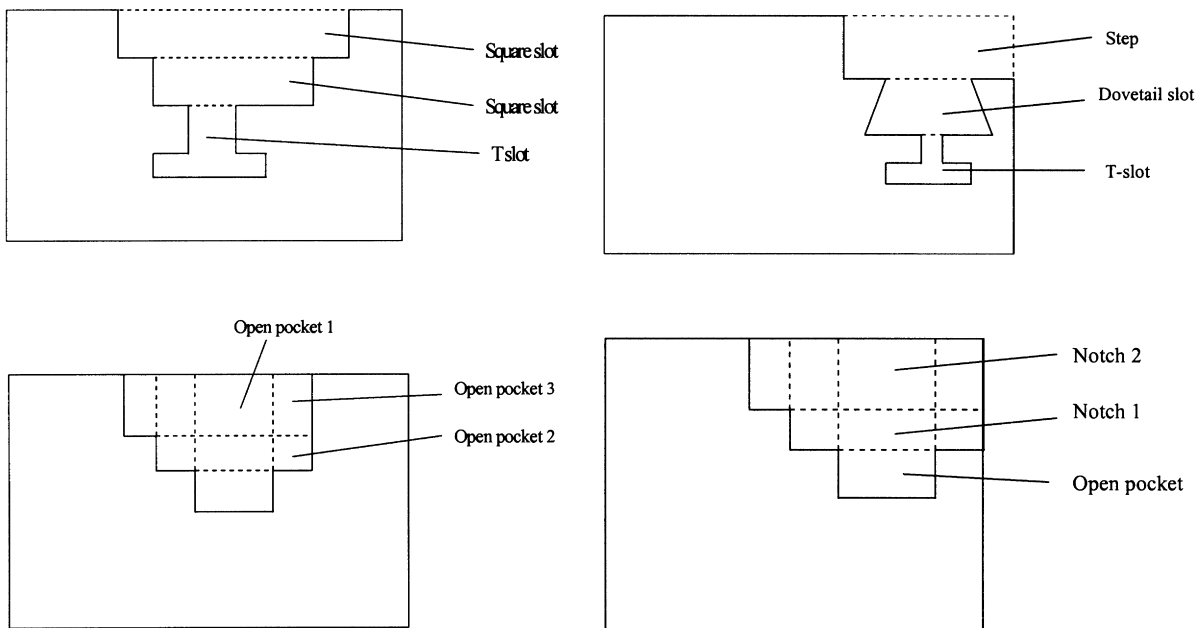 Square slot
Square slot
T slot
Step
Dovetail slot
T-slot
Open pocket 1
Open pocket 3
Open pocket 2
Notch 2
Notch 1
Open pocket